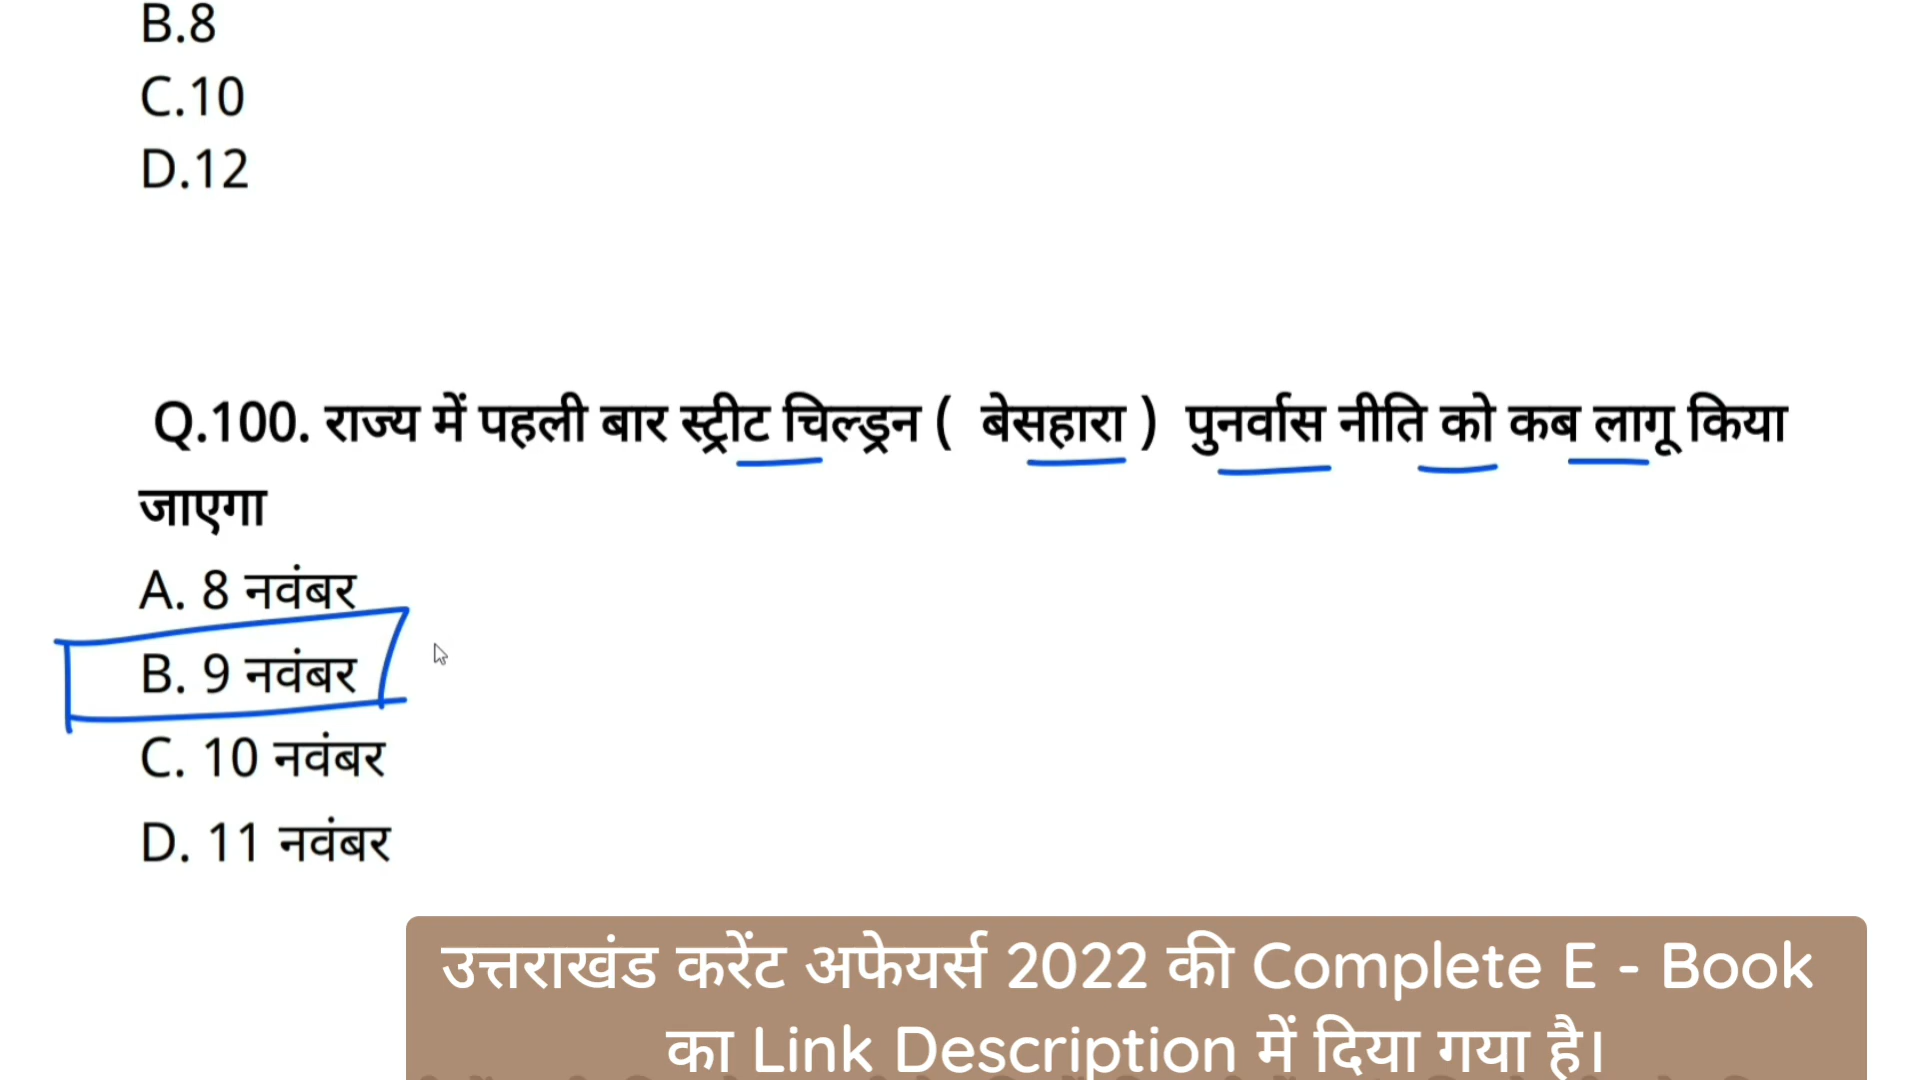 B.8
C.10
D.12
Q.100. राज्य में पहली बार स्ट्रीट चिल्ड्रन ( बेसहारा ) पुनर्वास नीति को कब लागू किया
जाएगा
A. 8 नवंबर
B. 9 नवंबर
C. 10 नवंबर
D. 11 नवंबर
उत्तराखंड करेंट अफेयर्स 2022 की Complete E - Book
का Link Description में दिया गया है।